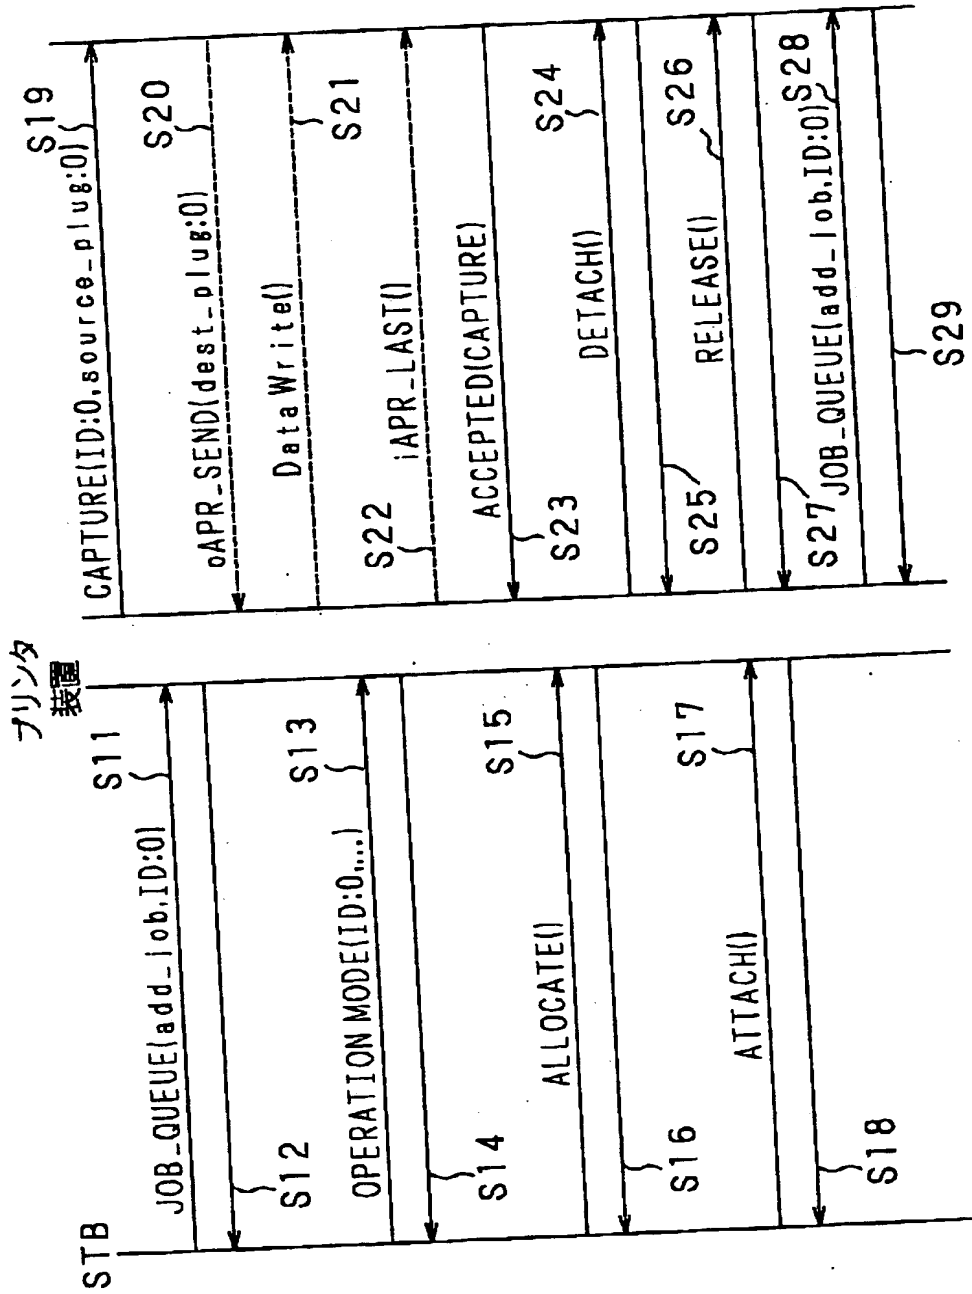 STB
プリンタ
装置
JOB_QUEUE(add_job,ID:0)
S11
S12
OPERATION MODE(ID:0,...)
S13
S14
ALLOCATE()
S15
S16
ATTACH()
S17
S18
CAPTURE(ID:0,source_plug:0)
S19
oAPR_SEND(dest_plug:0)
S20
DataWrite()
S21
iAPR_LAST()
S22
ACCEPTED(CAPTURE)
S23
DETACH()
S24
S25
RELEASE()
S26
S27
JOB_QUEUE(add_job,ID:0)
S28
S29